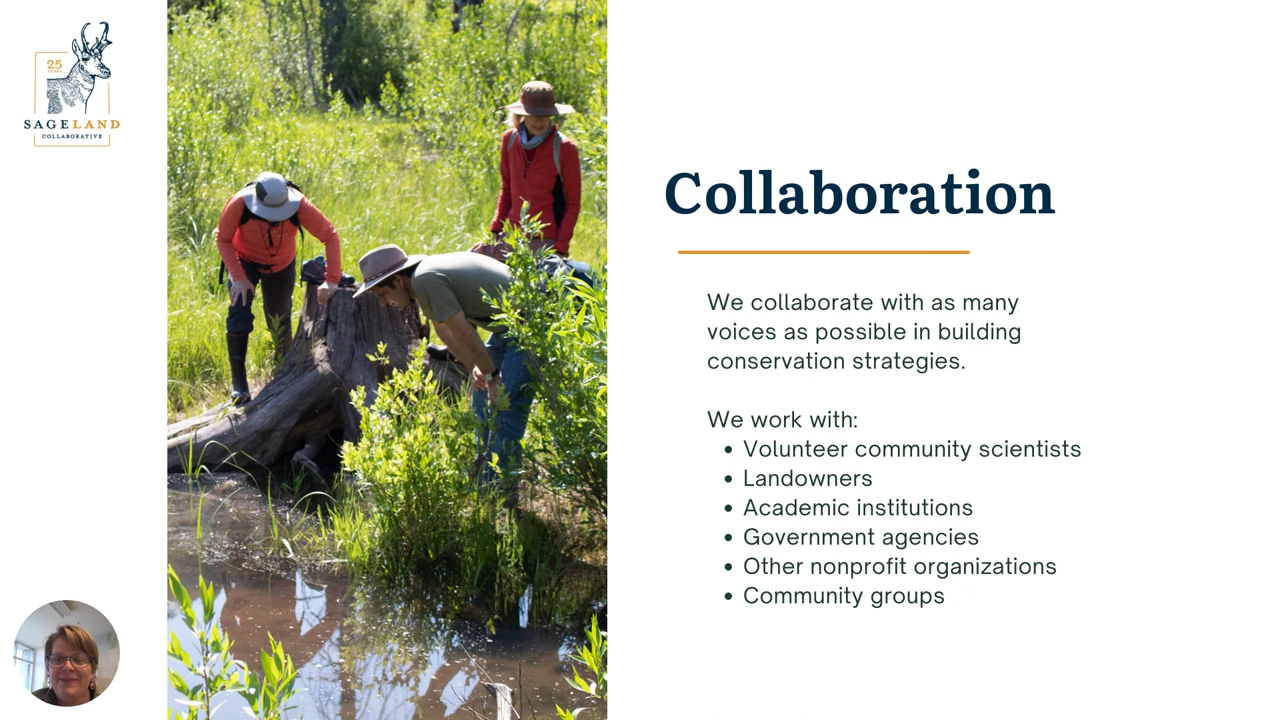 25
YEARS
SAGELAND
COLLABORATIVE
Collaboration
We collaborate with as many
voices as possible in building
conservation strategies.
We work with:
• Volunteer community scientists
• Landowners
• Academic institutions
• Government agencies
• Other nonprofit organizations
• Community groups